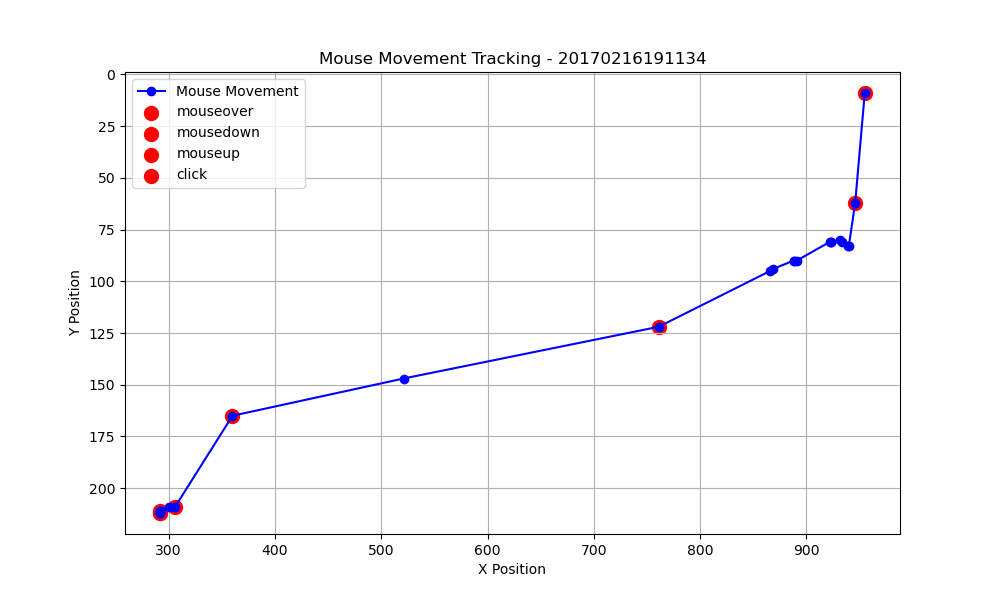 Mouse Movement Tracking - 20170216191134
Mouse Movement
mouseover
mousedown
mouseup
click
0
25
50
75
100
125
150
175
200
Y Position
300 400 500 600 700 800 900
X Position